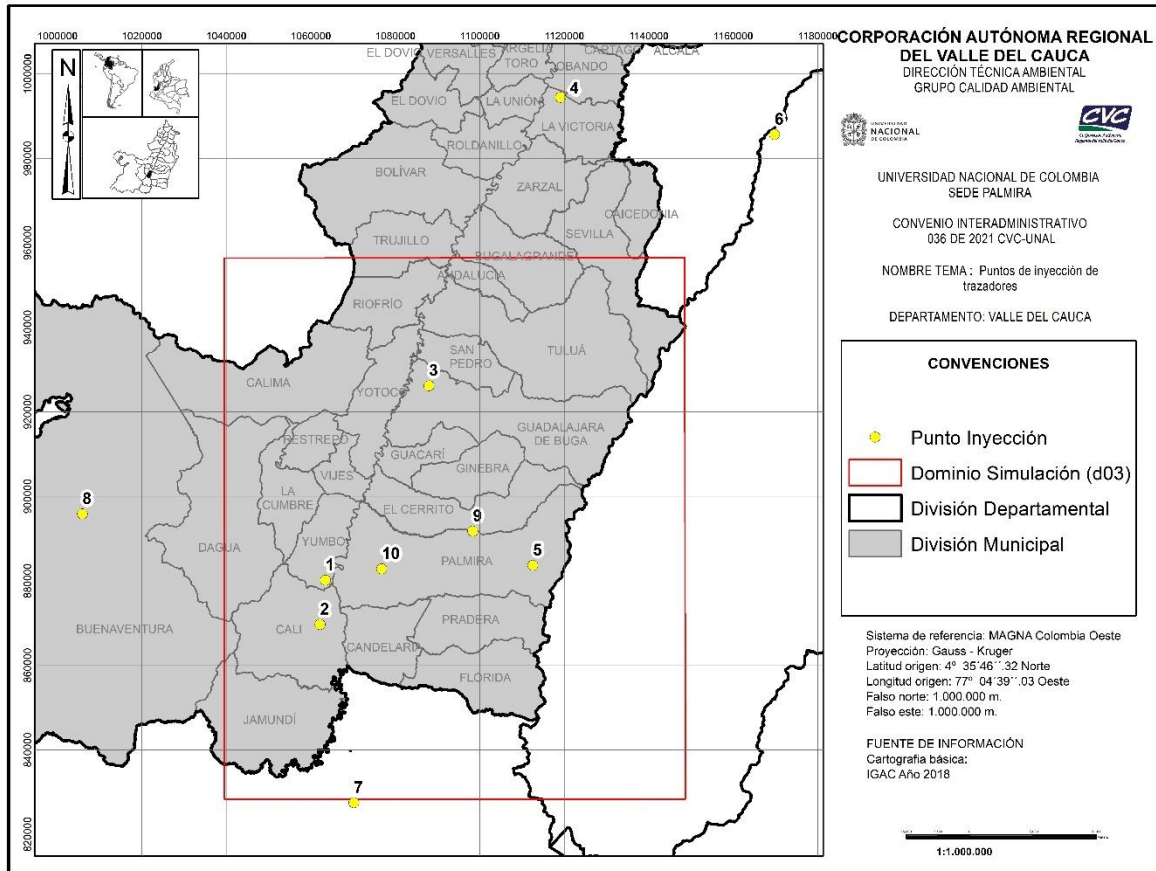 1000000 1020000 1040000 1060000 1080000 1100000 1120000 1140000 1160000 1180000
1000000
980000
960000
940000
920000
900000
880000
860000
840000
820000
N
EL DOVIO
VERSALLES
ARGELIA
TORO
CARTAGO
OBANDO
ALCALÁ
4
EL DOVIO
LA UNIÓN
LA VICTORIA
6
ROLDANILLO
BOLÍVAR
ZARZAL
CAICEDONIA
TRUJILLO
SEVILLA
BUGALAGRANDE
ANDALUCÍA
RIOFRÍO
SAN
PEDRO
TULUÁ
3
CALIMA
YOTOCO
RESTREPO
GUADALAJARA
DE BUGA
GUACARÍ
GINEBRA
VIJES
LA
CUMBRE
8
EL CERRITO
9
DAGUA
YUMBO
10
PALMIRA
5
1
2
BUENAVENTURA
CALI
PRADERA
CANDELARIA
FLORIDA
JAMUNDÍ
7
CORPORACIÓN AUTÓNOMA REGIONAL
DEL VALLE DEL CAUCA
DIRECCIÓN TÉCNICA AMBIENTAL
GRUPO CALIDAD AMBIENTAL
UNIVERSIDAD
NACIONAL
DE COLOMBIA
CVC
UNIVERSIDAD NACIONAL DE COLOMBIA
SEDE PALMIRA
CONVENIO INTERADMINISTRATIVO
036 DE 2021 CVC-UNAL
NOMBRE TEMA : Puntos de inyección de
trazadores
DEPARTAMENTO: VALLE DEL CAUCA
CONVENCIONES
Punto Inyección
Dominio Simulación (d03)
División Departamental
División Municipal
Sistema de referencia: MAGNA Colombia Oeste
Proyección: Gauss - Kruger
Latitud origen: 4º 35´46´´.32 Norte
Longitud origen: 77º 04´39´´.03 Oeste
Falso norte: 1.000.000 m.
Falso este: 1.000.000 m.
FUENTE DE INFORMACIÓN
Cartografía básica:
IGAC Año 2018
1:1.000.000